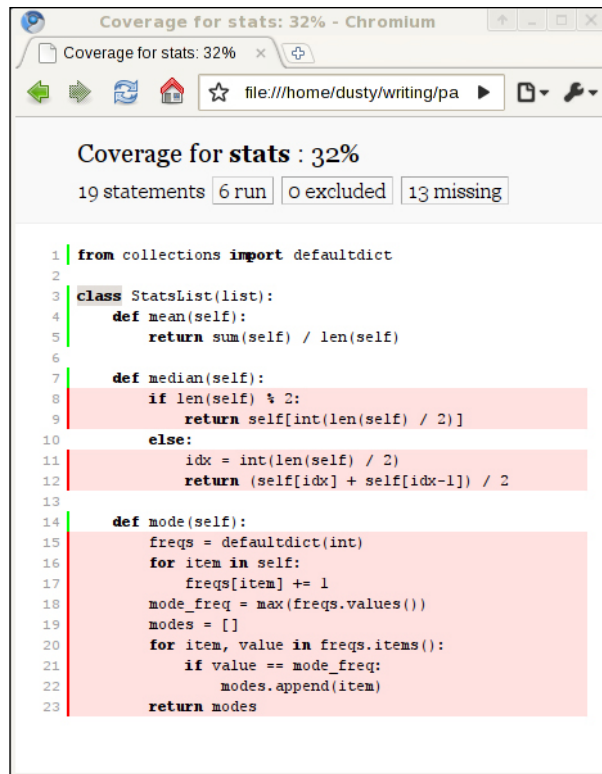 Coverage for stats: 32% - Chromium
Coverage for stats: 32%
file:///home/dusty/writing/pa
Coverage for stats : 32%
19 statements 6 run 0 excluded 13 missing
1 from collections import defaultdict
2
3 class StatsList(list):
4     def mean(self):
5         return sum(self) / len(self)
6
7     def median(self):
8         if len(self) % 2:
9             return self[int(len(self) / 2)]
10         else:
11             idx = int(len(self) / 2)
12             return (self[idx] + self[idx-1]) / 2
13
14     def mode(self):
15         freqs = defaultdict(int)
16         for item in self:
17             freqs[item] += 1
18         mode_freq = max(freqs.values())
19         modes = []
20         for item, value in freqs.items():
21             if value == mode_freq:
22                 modes.append(item)
23         return modes